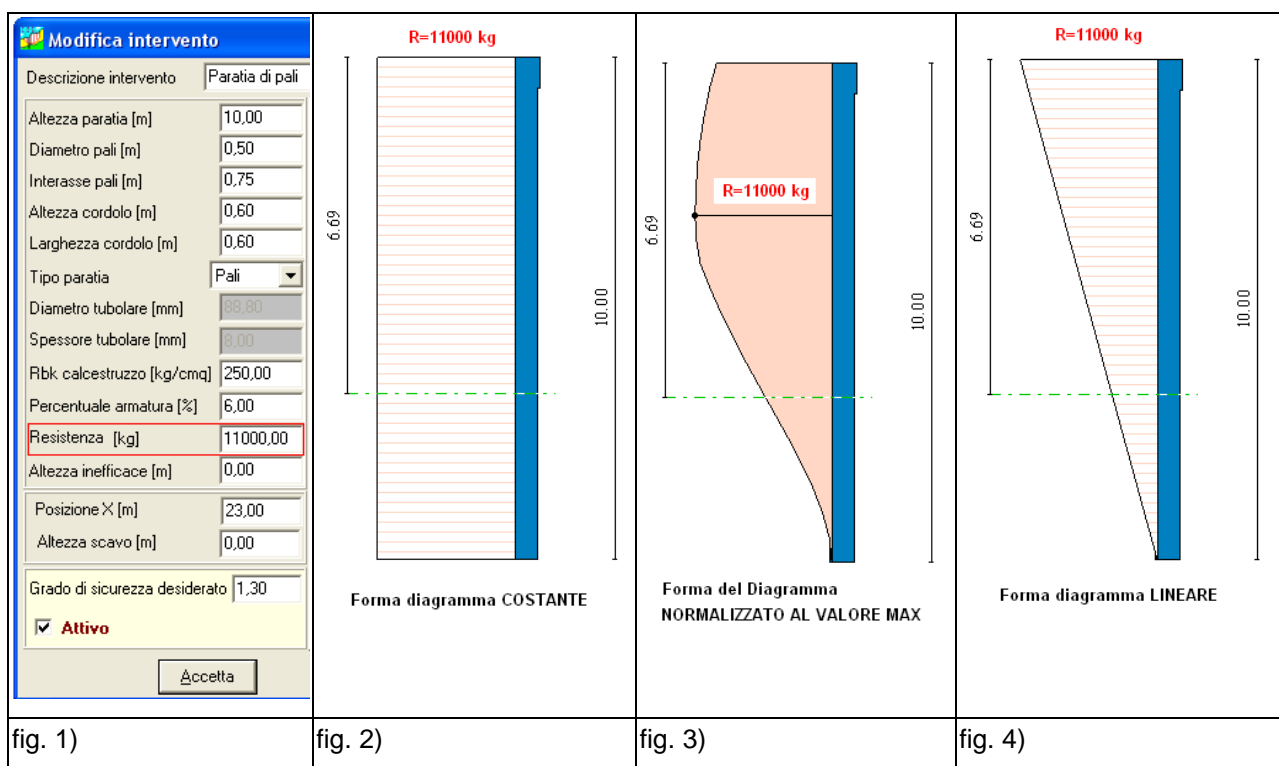 Modifica intervento
Descrizione intervento Paratia di pali
Altezza paratia [m] 10,00
Diametro pali [m] 0,50
Interasse pali [m] 0,75
Altezza cordolo [m] 0,60
Larghezza cordolo [m] 0,60
Tipo paratia Pali
Diametro tubolare [mm] 88,80
Spessore tubolare [mm] 8,00
Rbk calcestruzzo [kg/cmq] 250,00
Percentuale armatura [%] 6,00
Resistenza [kg] 11000,00
Altezza inefficace [m] 0,00
Posizione X [m] 23,00
Altezza scavo [m] 0,00
Grado di sicurezza desiderato 1,30
Attivo
Accetta
fig. 1)
R=11000 kg
6.69
10.00
Forma diagramma COSTANTE
fig. 2)
R=11000 kg
6.69
10.00
Forma del Diagramma
NORMALIZZATO AL VALORE MAX
fig. 3)
R=11000 kg
6.69
10.00
Forma diagramma LINEARE
fig. 4)